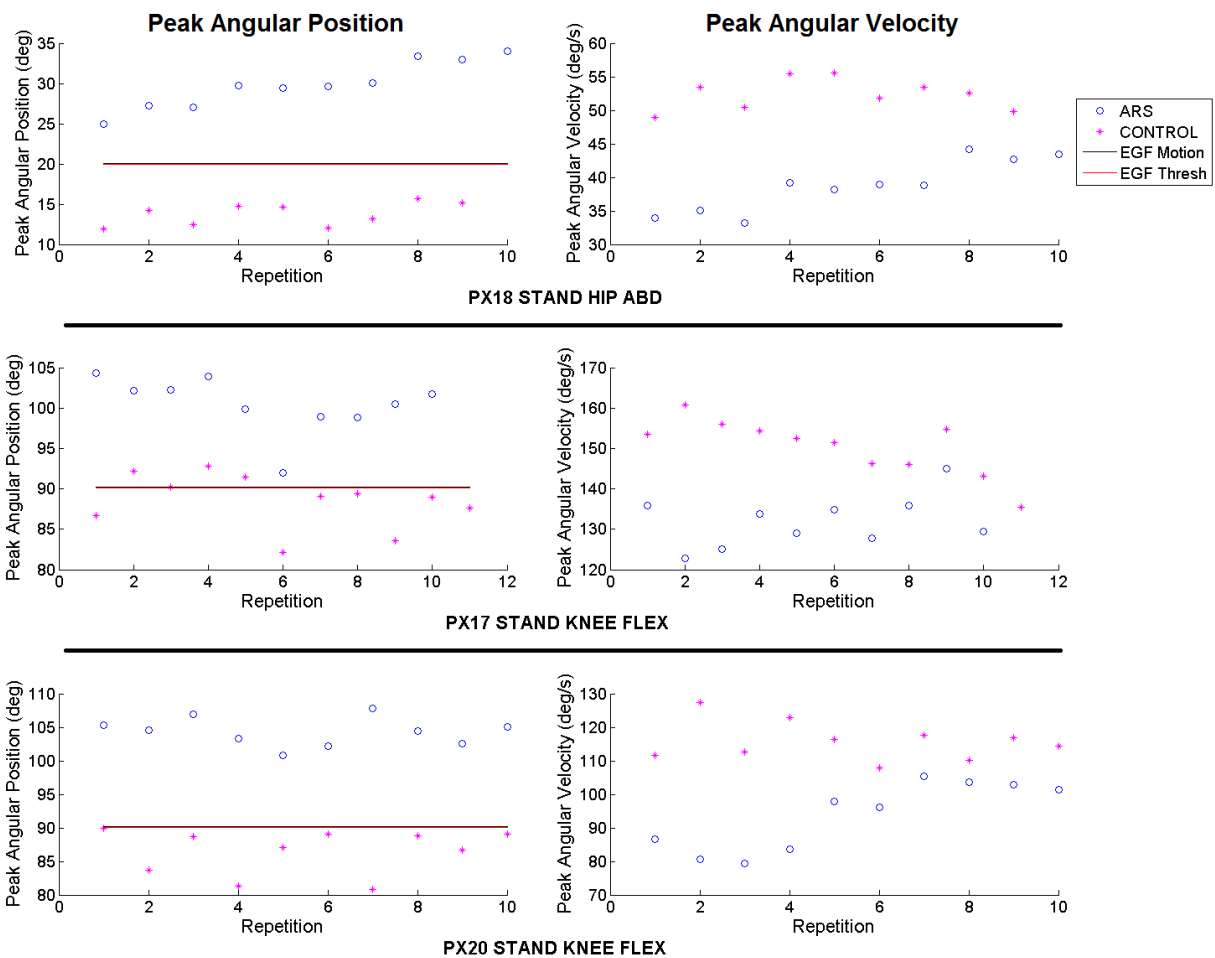 Peak Angular Position
Peak Angular Velocity
Peak Angular Position (deg)
35
30
25
20
15
10
0 2 4 6 8 10
Repetition
Peak Angular Velocity (deg/s)
60
55
50
45
40
35
30
0 2 4 6 8 10
Repetition
ARS
CONTROL
EGF Motion
EGF Thresh
PX18 STAND HIP ABD
Peak Angular Position (deg)
105
100
95
90
85
80
0 2 4 6 8 10 12
Repetition
Peak Angular Velocity (deg/s)
170
160
150
140
130
120
0 2 4 6 8 10 12
Repetition
PX17 STAND KNEE FLEX
Peak Angular Position (deg)
110
105
100
95
90
85
80
0 2 4 6 8 10
Repetition
Peak Angular Velocity (deg/s)
130
120
110
100
90
80
70
0 2 4 6 8 10
Repetition
PX20 STAND KNEE FLEX